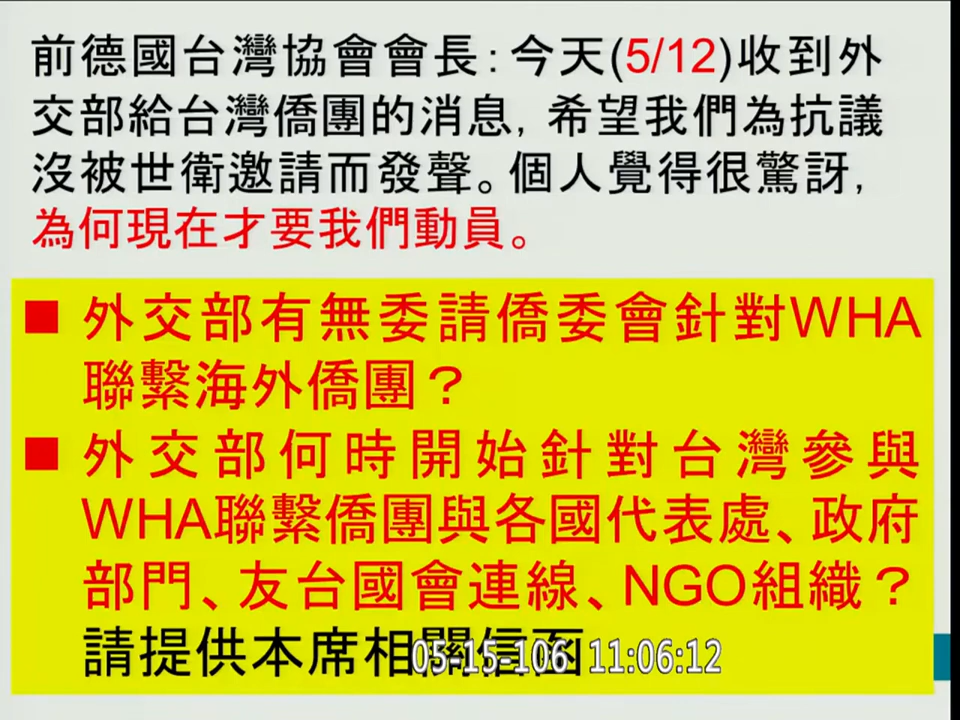 前德國台灣協會會長：今天(5/12)收到外
交部給台灣僑團的消息，希望我們為抗議
沒被世衛邀請而發聲。個人覺得很驚訝，
為何現在才要我們動員。
■ 外交部有無委請僑委會針對WHA
聯繫海外僑團？
■ 外交部何時開始針對台灣參與
WHA聯繫僑團與各國代表處、政府
部門、友台國會連線、NGO組織？
請提供本席相關信函
05-15-106 11:06:12